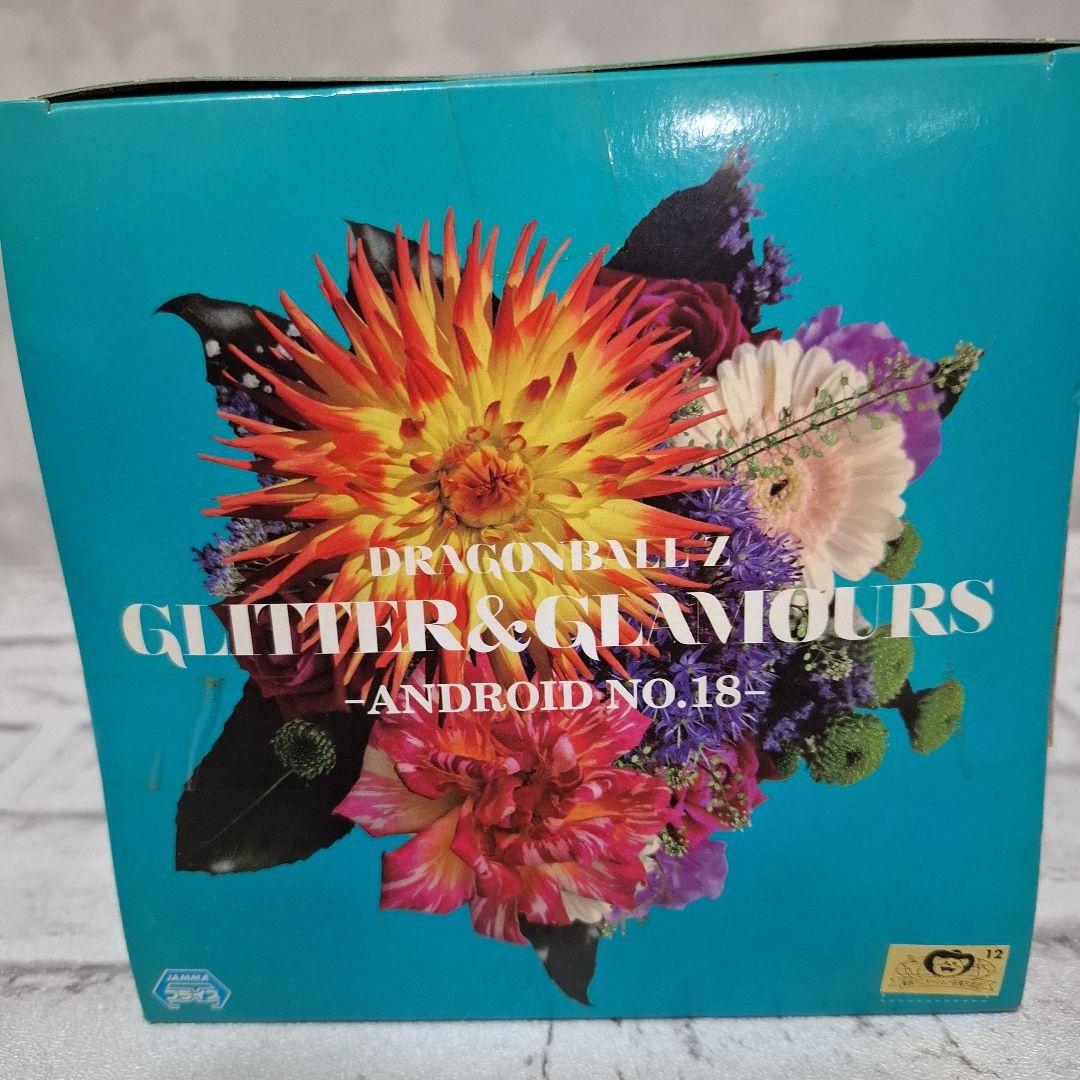 DRAGONBALL Z
GLITTER&GLAMOURS
-ANDROID NO.18-
JAMMA
プライズ
12